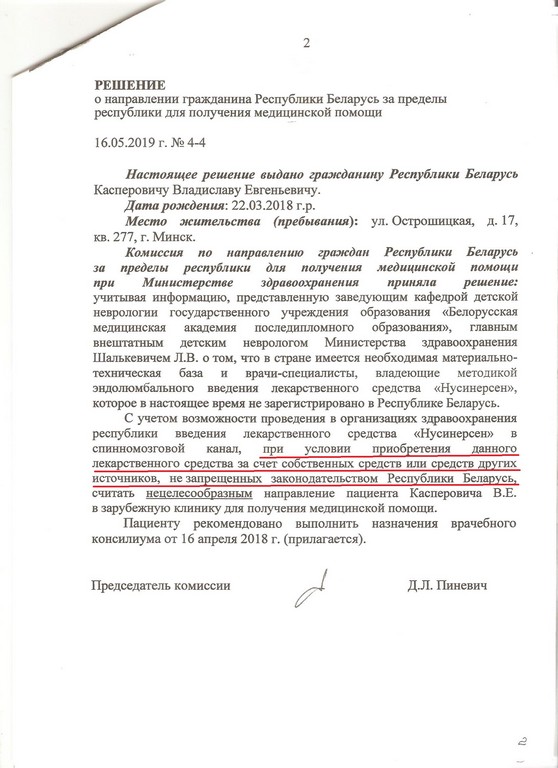 2
РЕШЕНИЕ
о направлении гражданина Республики Беларусь за пределы
республики для получения медицинской помощи
16.05.2019 г. № 4-4
Настоящее решение выдано гражданину Республики Беларусь
Касперовичу Владиславу Евгеньевичу.
Дата рождения: 22.03.2018 г.р.
Место жительства (пребывания): ул. Острошицкая, д. 17,
кв. 277, г. Минск.
Комиссия по направлению граждан Республики Беларусь
за пределы республики для получения медицинской помощи
при Министерстве здравоохранения приняла решение:
учитывая информацию, представленную заведующим кафедрой детской
неврологии государственного учреждения образования «Белорусская
медицинская академия последипломного образования», главным
внештатным детским неврологом Министерства здравоохранения
Шалькевичем Л.В. о том, что в стране имеется необходимая материально-
техническая база и врачи-специалисты, владеющие методикой
эндолюмбального введения лекарственного средства «Нусинерсен»,
которое в настоящее время не зарегистрировано в Республике Беларусь.
С учетом возможности проведения в организациях здравоохранения
республики введения лекарственного средства «Нусинерсен» в
спинномозговой канал, при условии приобретения данного
лекарственного средства за счет собственных средств или средств других
источников, не запрещенных законодательством Республики Беларусь,
считать нецелесообразным направление пациента Касперовича В.Е.
в зарубежную клинику для получения медицинской помощи.
Пациенту рекомендовано выполнить назначения врачебного
консилиума от 16 апреля 2018 г. (прилагается).
Председатель комиссии Д.Л. Пиневич
2